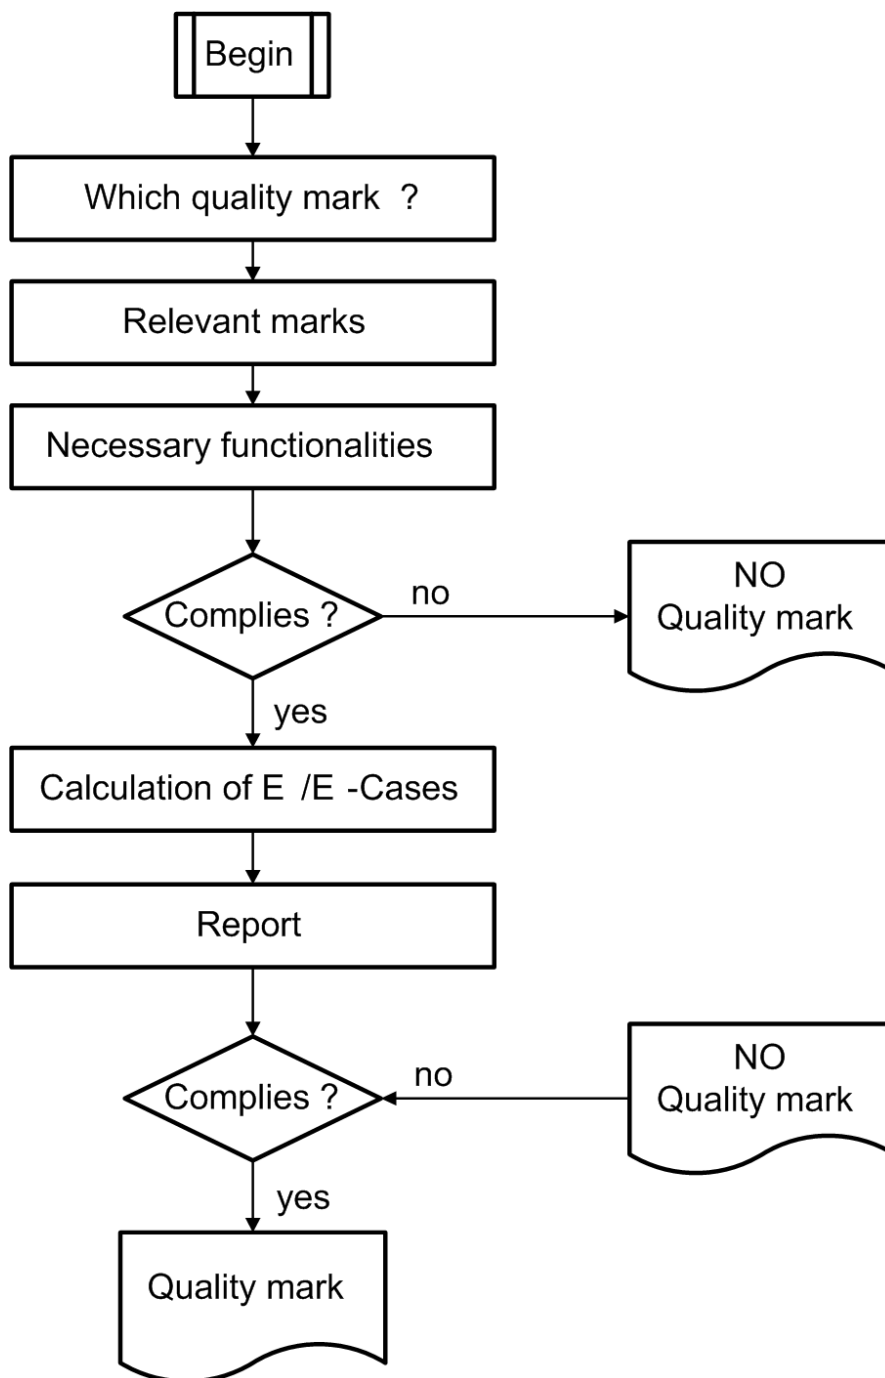 Begin
Which quality mark ?
Relevant marks
Necessary functionalities
Complies ?
no
NO
Quality mark
yes
Calculation of E /E -Cases
Report
Complies ?
no
NO
Quality mark
yes
Quality mark